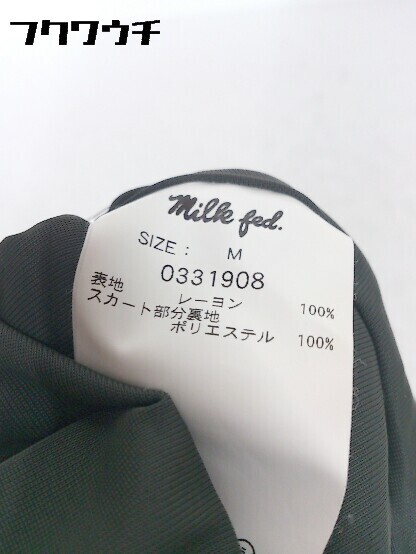 フクワウチ
Milk fed.
SIZE : M
0331908
表地
レーヨン 100%
スカート部分裏地
ポリエステル 100%